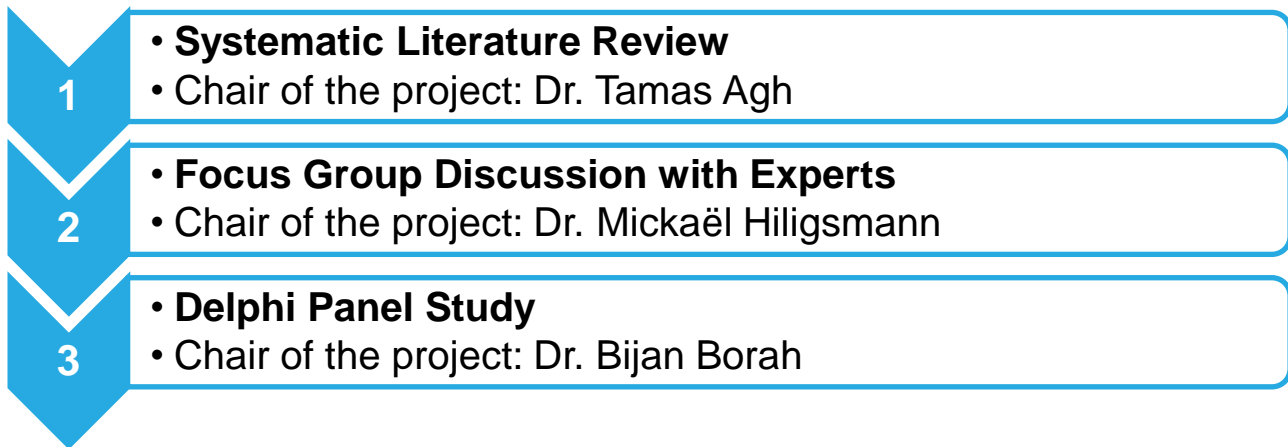 1
• Systematic Literature Review
• Chair of the project: Dr. Tamas Agh
2
• Focus Group Discussion with Experts
• Chair of the project: Dr. Mickaël Hiligsmann
3
• Delphi Panel Study
• Chair of the project: Dr. Bijan Borah